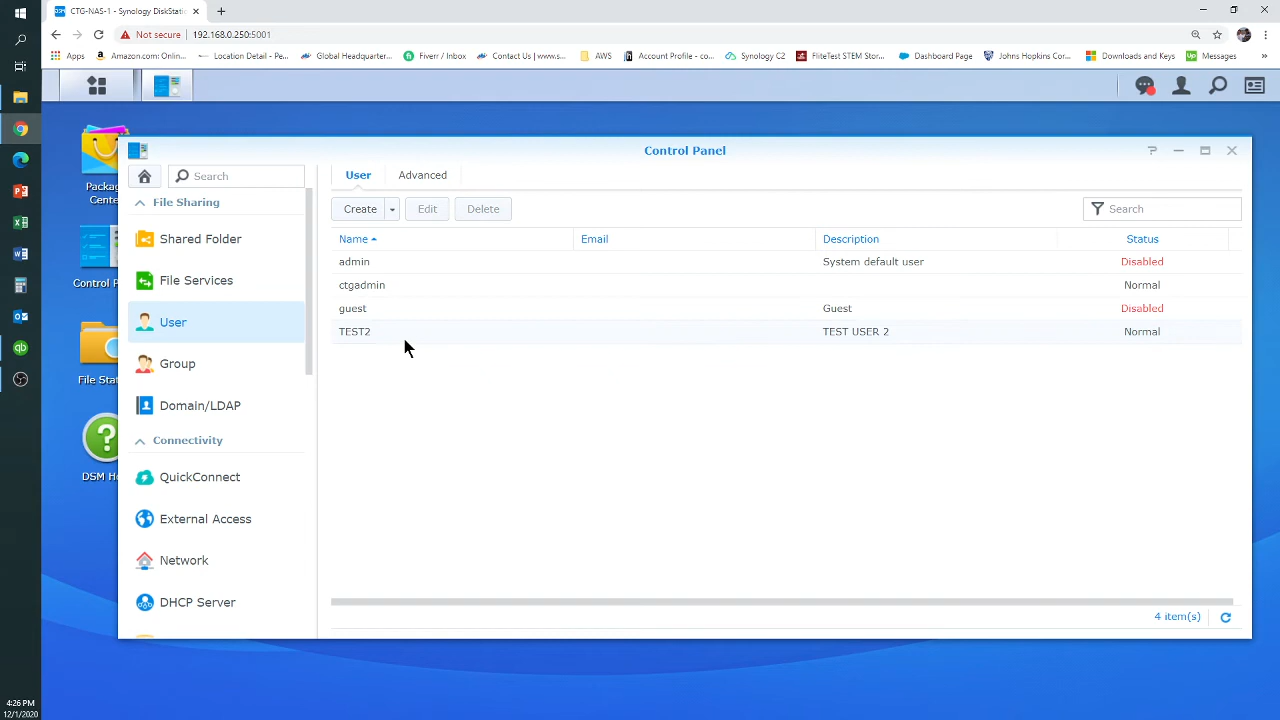 CTG-NAS-1 - Synology DiskStati
Not secure
192.168.0.250:5001
Apps
Amazon.com: Onlin...
Location Detail - Pe...
Global Headquarter...
Fiverr / Inbox
Contact Us | www.s...
AWS
Account Profile - co...
Synology C2
FliteTest STEM Stor...
Dashboard Page
Johns Hopkins Cor...
Downloads and Keys
Messages
Packag
Center
Control P
File Stat
DSM He
Control Panel
Search
File Sharing
Shared Folder
File Services
User
Group
Domain/LDAP
Connectivity
QuickConnect
External Access
Network
DHCP Server
User
Advanced
Create
Edit
Delete
Search
Name
Email
Description
Status
admin
System default user
Disabled
ctgadmin
Normal
guest
Guest
Disabled
TEST2
TEST USER 2
Normal
4 item(s)
4:26 PM
12/1/2020